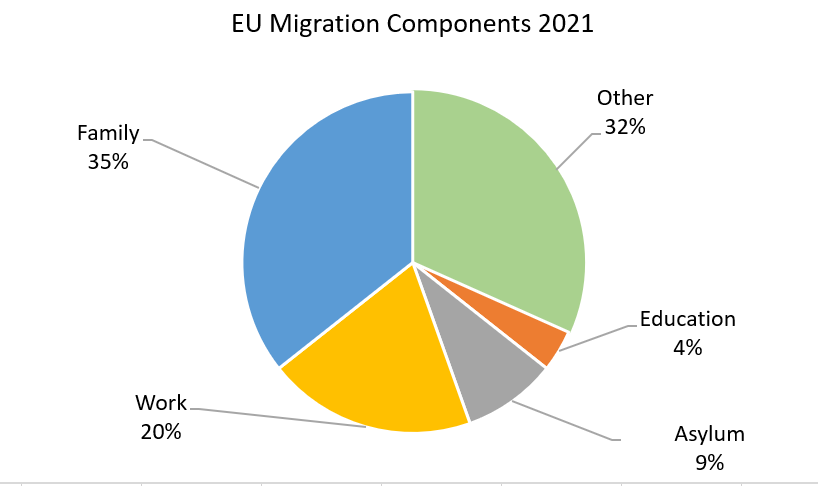 EU Migration Components 2021
Other
32%
Family
35%
Education
4%
Work
20%
Asylum
9%